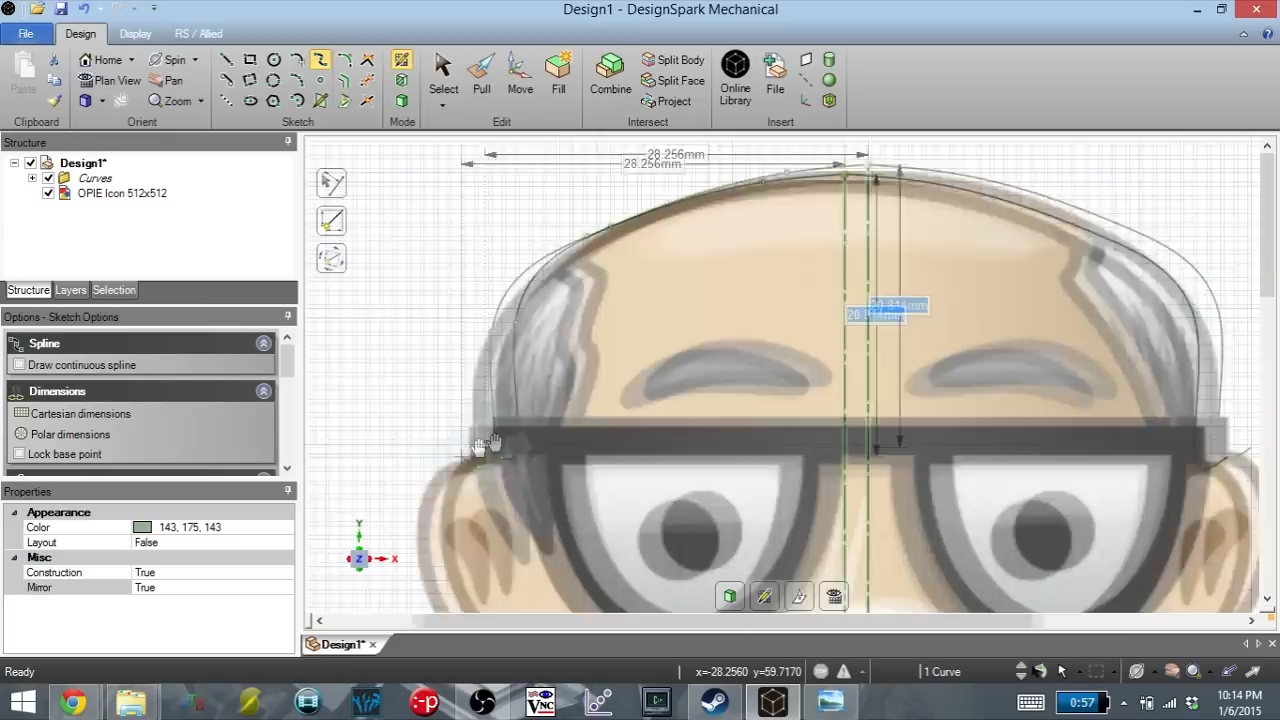 Design1 - DesignSpark Mechanical
File Design Display RS / Allied
Paste Home Spin Select Pull Move Fill Combine Split Body Online Library File
Plan View Pan Split Face
Zoom Project
Clipboard Orient Sketch Mode Edit Intersect Insert
Structure
Design1*
Curves
OPIE Icon 512x512
Structure Layers Selection
Options - Sketch Options
Spline
Draw continuous spline
Dimensions
Cartesian dimensions
Polar dimensions
Lock base point
Properties
Appearance
Color 143, 175, 143
Layout False
Misc
Construction True
Mirror True
28.256mm
28.256mm
20.814mm
Y
Z X
Design1*
Ready x=-28.2560 y=59.7170 1 Curve
0:57
10:14 PM
1/6/2015